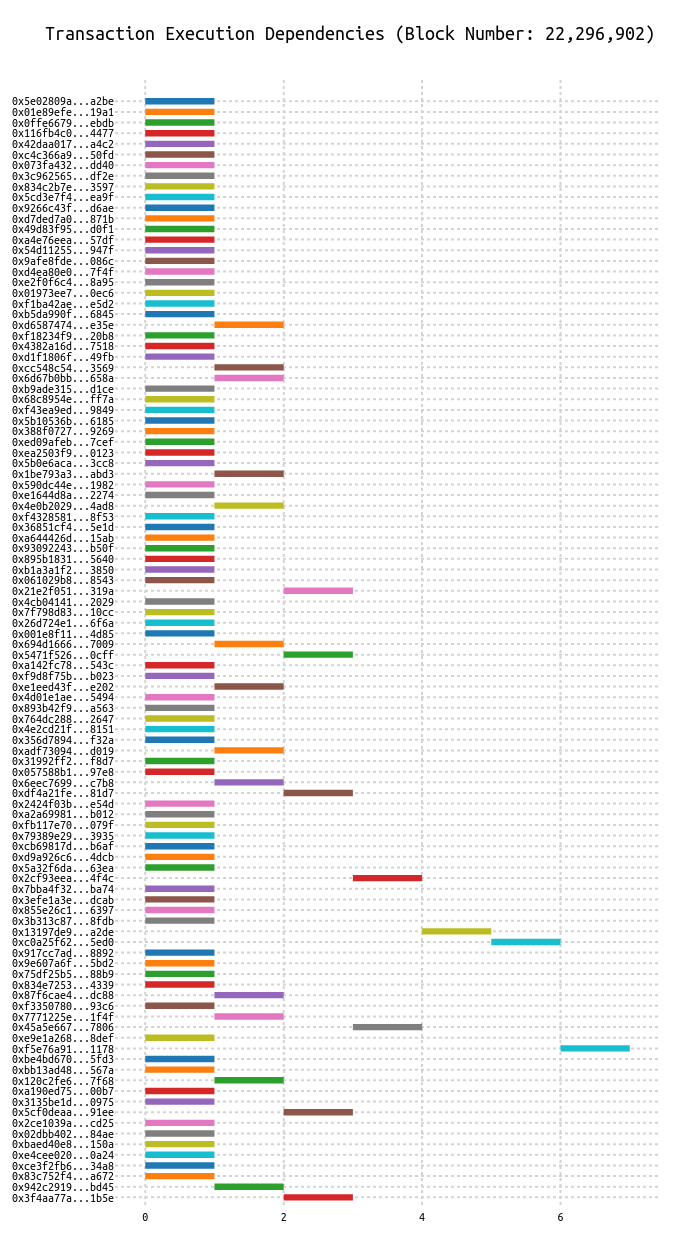 Transaction Execution Dependencies (Block Number: 22,296,902)
0x5e02809a...a2be
0x01e89efe...19a1
0x0ffe6679...ebdb
0x116fb4c0...4477
0x42daa017...a4c2
0xc4c366a9...50fd
0x073fa432...dd40
0x3c962565...df2e
0x834c2b7e...3597
0x5cd3e7f4...ea9f
0x9266c43f...d6ae
0xd7ded7a0...871b
0x49d83f95...d0f1
0xa4e76eea...57df
0x54d11255...947f
0x9afe8fde...086c
0xd4ea80e0...7f4f
0xe2f0f6c4...8a95
0x01973ee7...0ec6
0xf1ba42ae...e5d2
0xb5da990f...6845
0xd6587474...e35e
0xf18234f9...20b8
0x4382a16d...7518
0xd1f1806f...49fb
0xcc548c54...3569
0x6d67b0bb...658a
0xb9ade315...d1ce
0x68c8954e...ff7a
0xf43ea9ed...9849
0x5b10536b...6185
0x388f0727...9269
0xed09afeb...7cef
0xea2503f9...0123
0x5b0e6aca...3cc8
0x1be793a3...abd3
0x590dc44e...1982
0xe1644d8a...2274
0x4e0b2029...4ad8
0xf4328581...8f53
0x36851cf4...5e1d
0xa644426d...15ab
0x93092243...b50f
0x895b1831...5640
0xb1a3a1f2...3850
0x061029b8...8543
0x21e2f051...319a
0x4cb04141...2029
0x7f798d83...10cc
0x26d724e1...6f6a
0x001e8f11...4d85
0x694d1666...7009
0x5471f526...0cff
0xa142fc78...543c
0xf9d8f75b...b023
0xe1eed43f...e202
0x4d01e1ae...5494
0x893b42f9...a563
0x764dc288...2647
0x4e2cd21f...8151
0x356d7894...f32a
0xadf73094...d019
0x31992ff2...f8d7
0x057588b1...97e8
0x6eec7699...c7b8
0xdf4a21fe...81d7
0x2424f03b...e54d
0xa2a69981...b012
0xfb117e70...079f
0x79389e29...3935
0xcb69817d...b6af
0xd9a926c6...4dcb
0x5a32f6da...63ea
0x2cf93eea...4f4c
0x7bba4f32...ba74
0x3efe1a3e...dcab
0x855e26c1...6397
0x3b313c87...8fdb
0x13197de9...a2de
0xc0a25f62...5ed0
0x917cc7ad...8892
0x9e607a6f...5bd2
0x75df25b5...88b9
0x834e7253...4339
0x87f6cae4...dc88
0xf3350780...93c6
0x7771225e...1f4f
0x45a5e667...7806
0xe9e1a268...8def
0xf5e76a91...1178
0xbe4bd670...5fd3
0xbb13ad48...567a
0x120c2fe6...7f68
0xa190ed75...00b7
0x3135be1d...0975
0x5cf0deaa...91ee
0x2ce1039a...cd25
0x02dbb402...84ae
0xbaed40e8...150a
0xe4cee020...0a24
0xce3f2fb6...34a8
0x83c752f4...a672
0x942c2919...bd45
0x3f4aa77a...1b5e
0 2 4 6